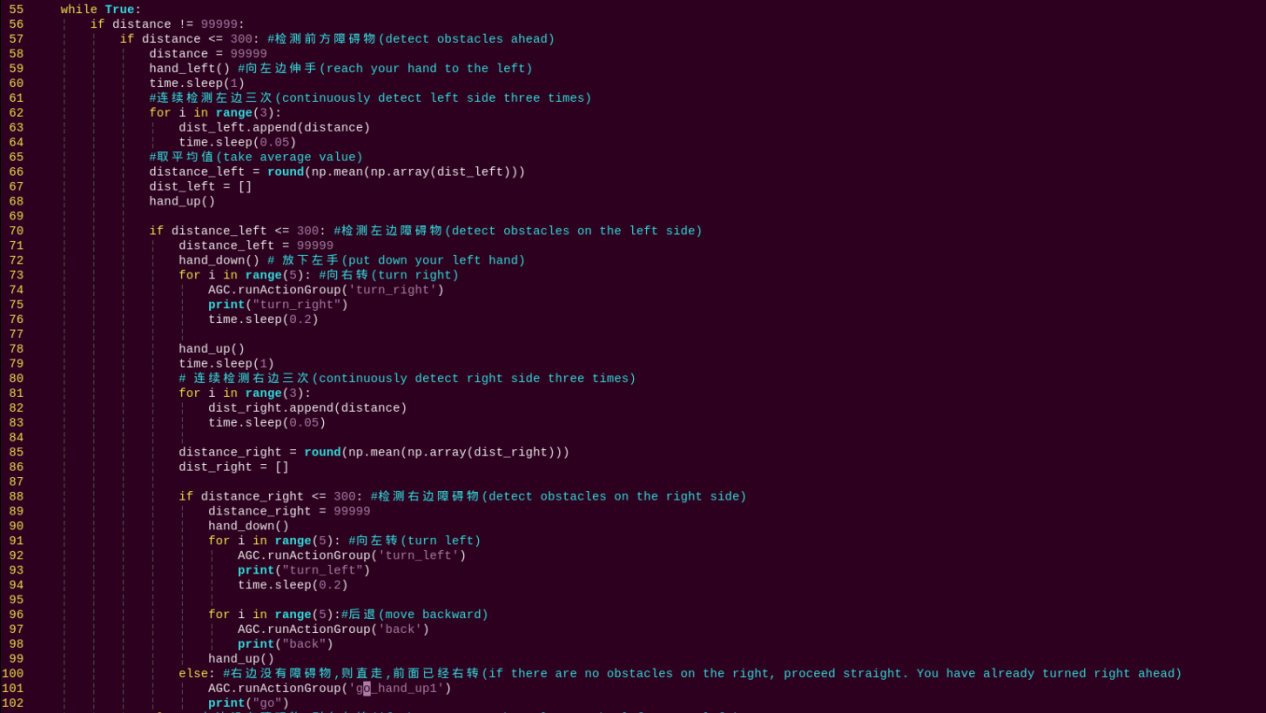 55 while True:
56 if distance != 99999:
57 if distance <= 300: #检测前方障碍物(detect obstacles ahead)
58 distance = 99999
59 hand_left() #向左边伸手(reach your hand to the left)
60 time.sleep(1)
61 #连续检测左边三次(continuously detect left side three times)
62 for i in range(3):
63 dist_left.append(distance)
64 time.sleep(0.05)
65 #取平均值(take average value)
66 distance_left = round(np.mean(np.array(dist_left)))
67 dist_left = []
68 hand_up()
69
70 if distance_left <= 300: #检测左边障碍物(detect obstacles on the left side)
71 distance_left = 99999
72 hand_down() # 放下左手(put down your left hand)
73 for i in range(5): #向右转(turn right)
74 AGC.runActionGroup('turn_right')
75 print("turn_right")
76 time.sleep(0.2)
77
78 hand_up()
79 time.sleep(1)
80 # 连续检测右边三次(continuously detect right side three times)
81 for i in range(3):
82 dist_right.append(distance)
83 time.sleep(0.05)
84
85 distance_right = round(np.mean(np.array(dist_right)))
86 dist_right = []
87
88 if distance_right <= 300: #检测右边障碍物(detect obstacles on the right side)
89 distance_right = 99999
90 hand_down()
91 for i in range(5): #向左转(turn left)
92 AGC.runActionGroup('turn_left')
93 print("turn_left")
94 time.sleep(0.2)
95
96 for i in range(5):#后退(move backward)
97 AGC.runActionGroup('back')
98 print("back")
99 hand_up()
100 else: #右边没有障碍物,则直走,前面已经右转(if there are no obstacles on the right, proceed straight. You have already turned right ahead)
101 AGC.runActionGroup('go_hand_up1')
102 print("go")